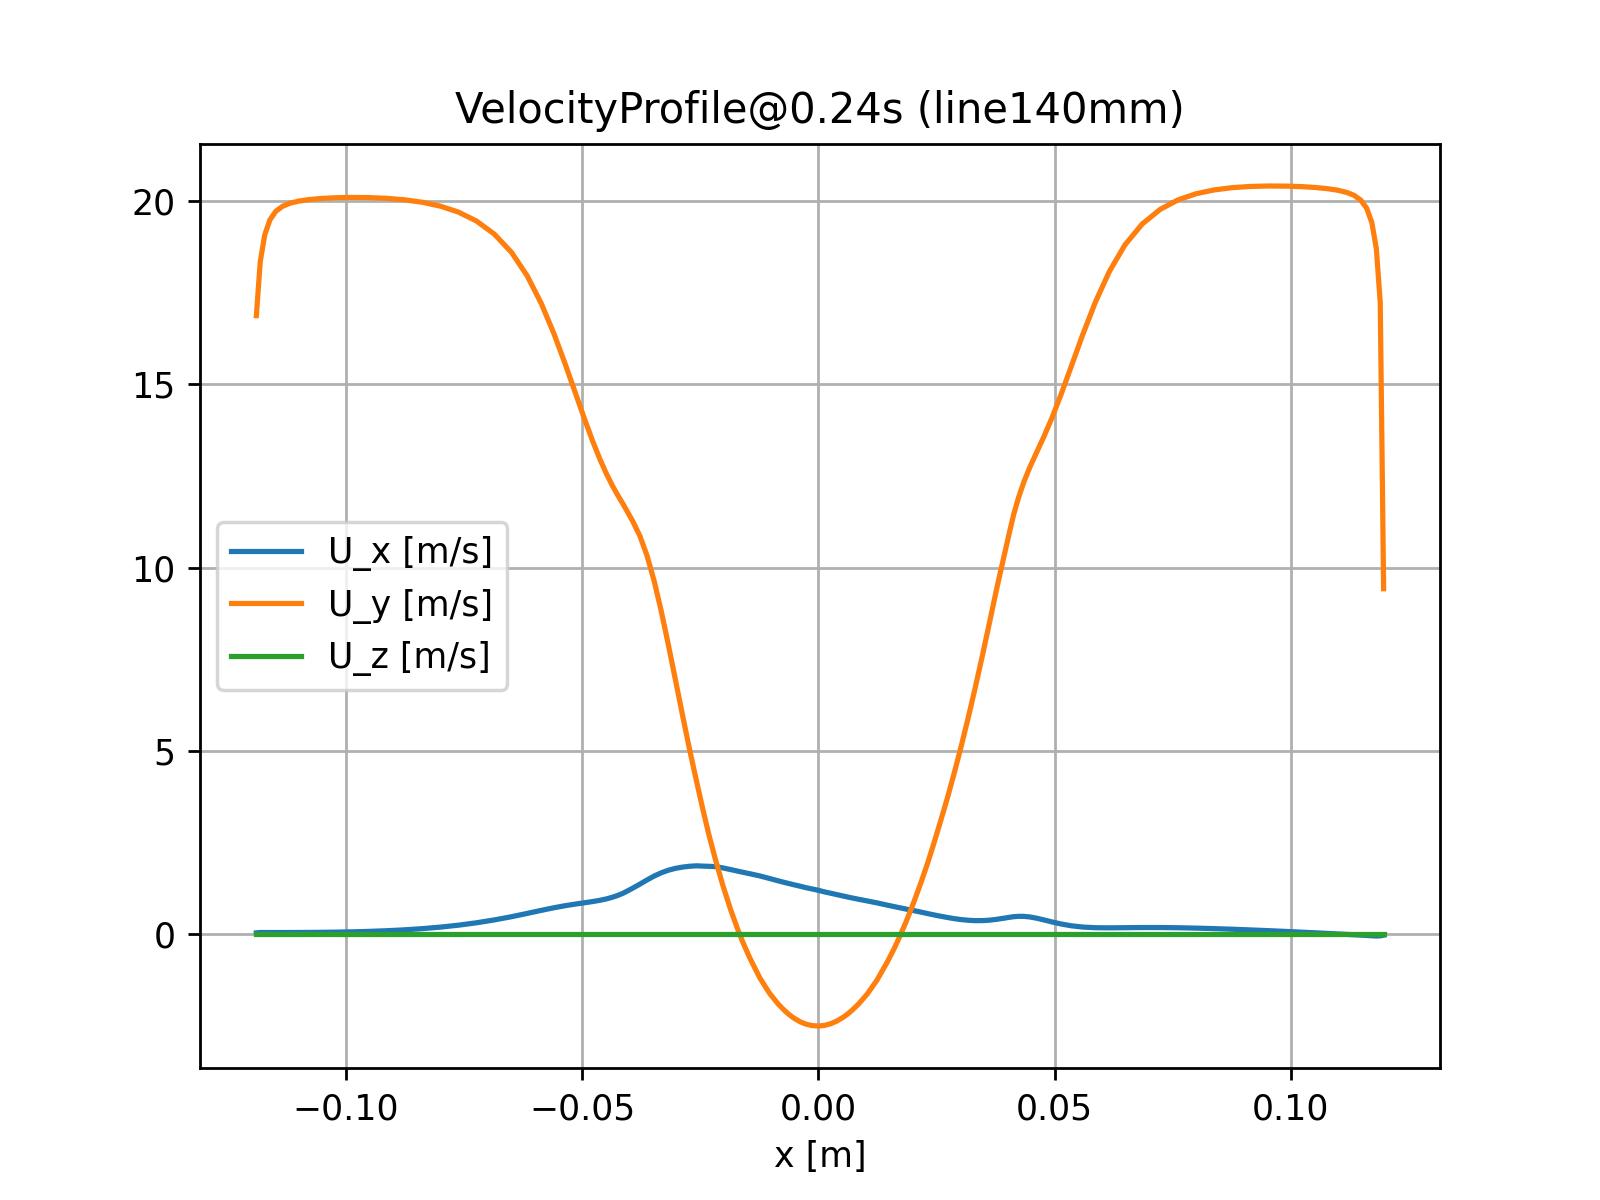 VelocityProfile@0.24s (line140mm)
20
15
10
5
0
U_x [m/s]
U_y [m/s]
U_z [m/s]
−0.10
−0.05
0.00
0.05
0.10
x [m]